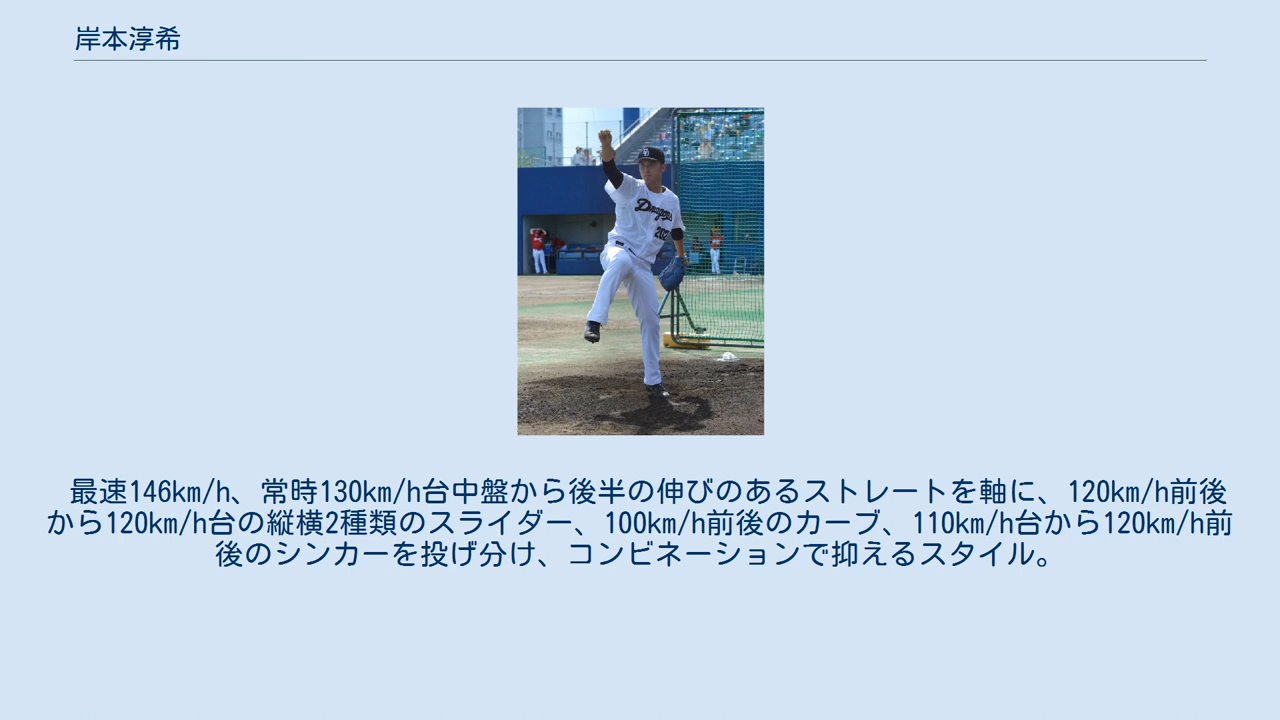 岸本淳希
Dragons
202
最速146km/h、常時130km/h台中盤から後半の伸びのあるストレートを軸に、120km/h前後
から120km/h台の縦横2種類のスライダー、100km/h前後のカーブ、110km/h台から120km/h前
後のシンカーを投げ分け、コンビネーションで抑えるスタイル。